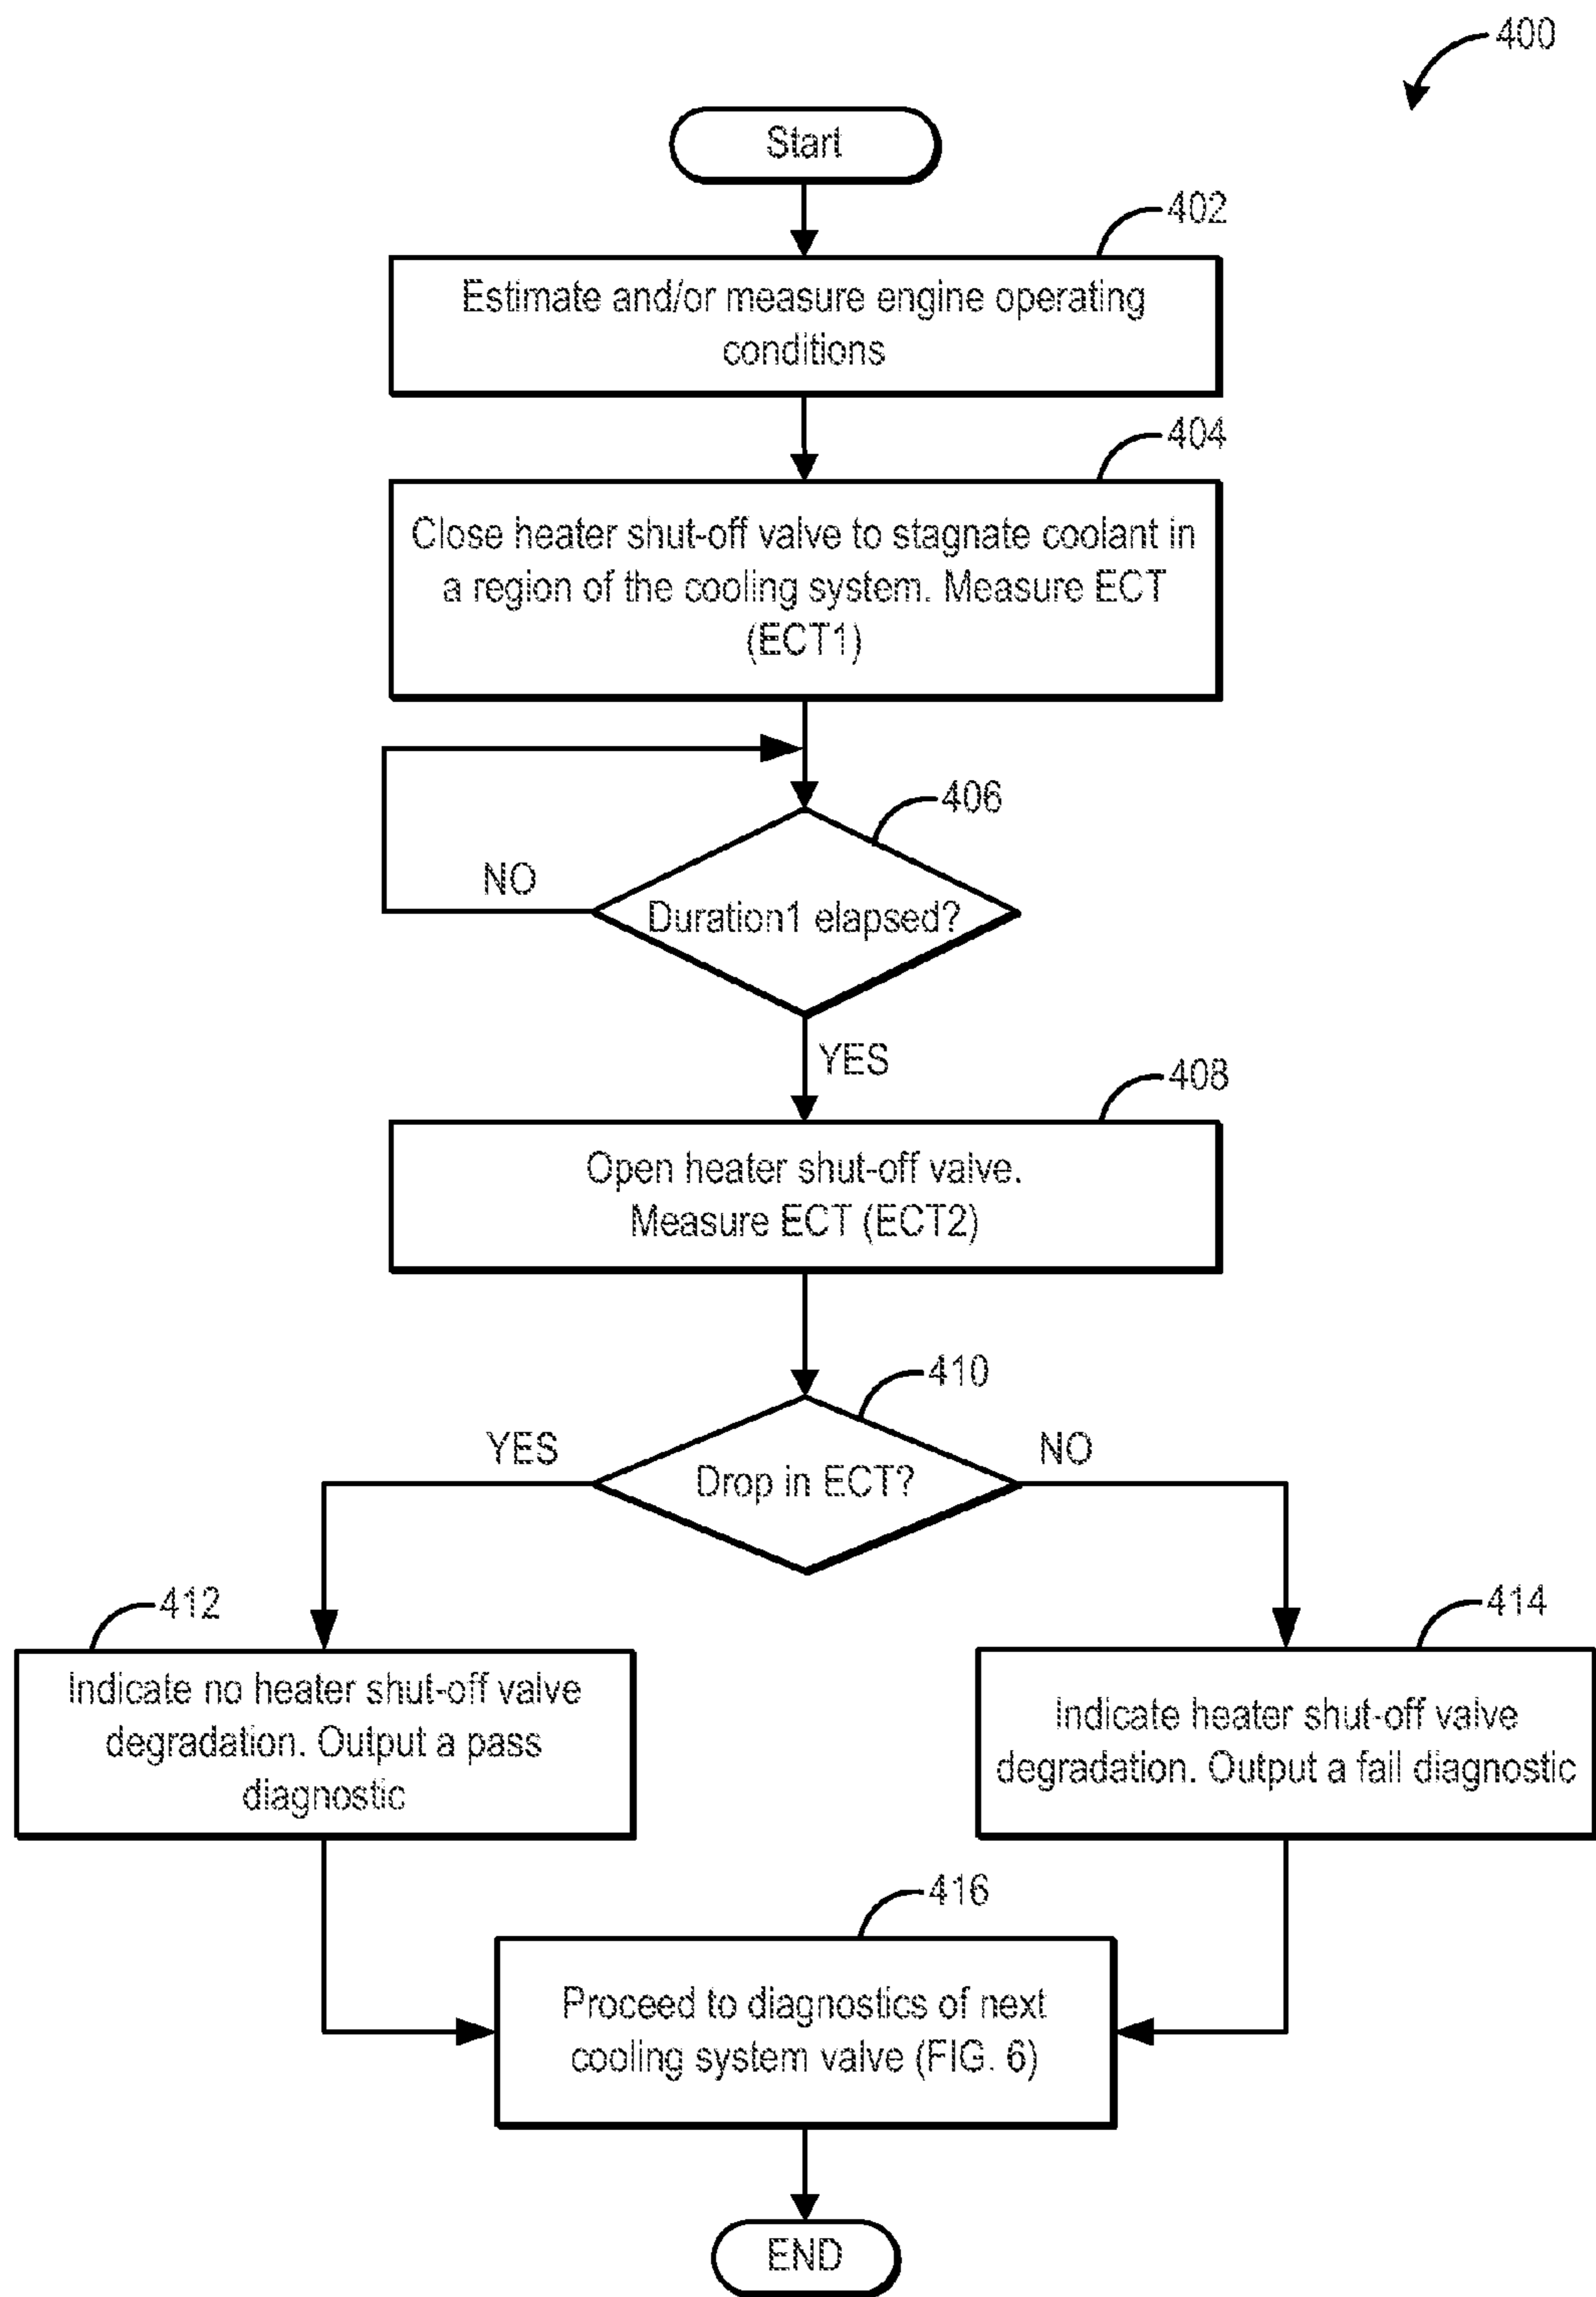 400
Start
402
Estimate and/or measure engine operating
conditions
404
Close heater shut-off valve to stagnate coolant in
a region of the cooling system. Measure ECT
(ECT1)
406
NO
Duration1 elapsed?
YES
408
Open heater shut-off valve.
Measure ECT (ECT2)
410
YES
NO
Drop in ECT?
412
Indicate no heater shut-off valve
degradation. Output a pass
diagnostic
414
Indicate heater shut-off valve
degradation. Output a fail diagnostic
416
Proceed to diagnostics of next
cooling system valve (FIG. 6)
END